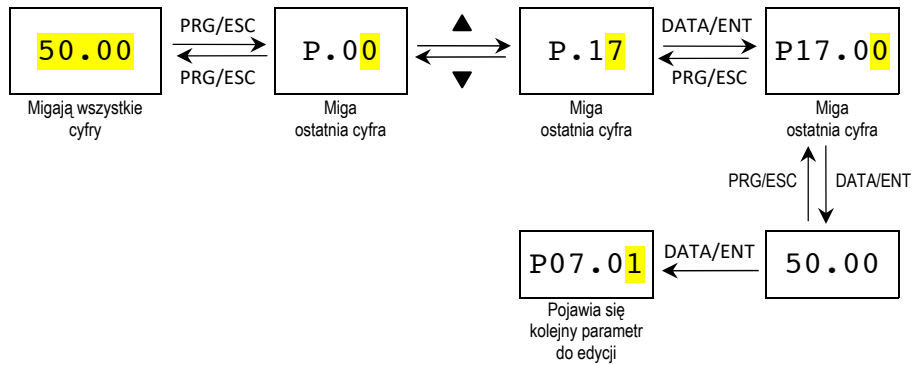 50.00
PRG/ESC
PRG/ESC
P.00
▲
▼
P.17
DATA/ENT
PRG/ESC
P17.00
Migają wszystkie
cyfry
Miga
ostatnia cyfra
Miga
ostatnia cyfra
Miga
ostatnia cyfra
PRG/ESC
DATA/ENT
P07.01
DATA/ENT
50.00
Pojawia się
kolejny parametr
do edycji